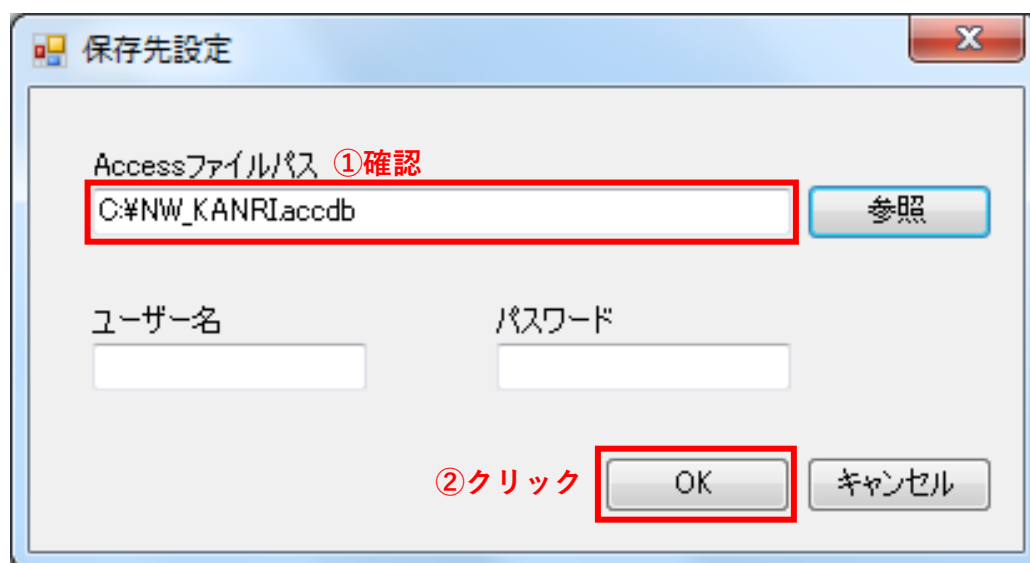 保存先設定
Accessファイルパス ①確認
C:¥NW_KANRI.accdb 参照
ユーザー名 パスワード
②クリック OK キャンセル